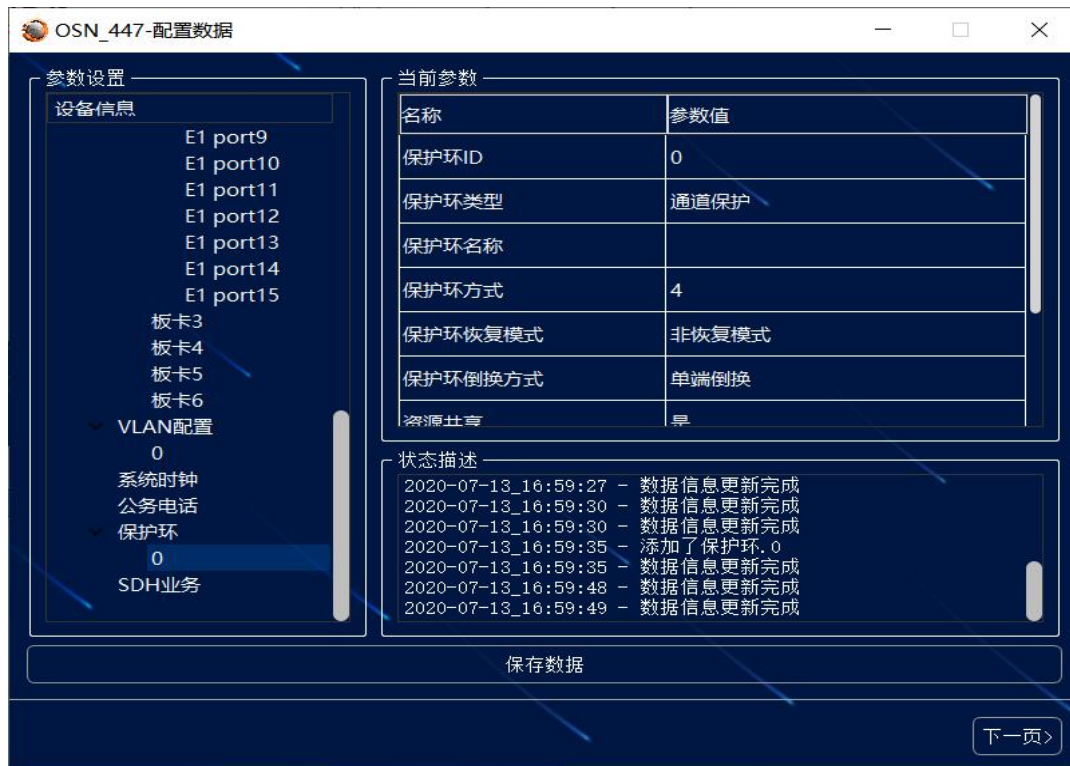 OSN_447-配置数据
参数设置
设备信息
E1 port9
E1 port10
E1 port11
E1 port12
E1 port13
E1 port14
E1 port15
板卡3
板卡4
板卡5
板卡6
VLAN配置
0
系统时钟
公务电话
保护环
0
SDH业务
当前参数
名称 参数值
保护环ID 0
保护环类型 通道保护
保护环名称
保护环方式 4
保护环恢复模式 非恢复模式
保护环倒换方式 单端倒换
资源共享 是
状态描述
2020-07-13_16:59:27 - 数据信息更新完成
2020-07-13_16:59:30 - 数据信息更新完成
2020-07-13_16:59:30 - 数据信息更新完成
2020-07-13_16:59:35 - 添加了保护环.0
2020-07-13_16:59:35 - 数据信息更新完成
2020-07-13_16:59:48 - 数据信息更新完成
2020-07-13_16:59:49 - 数据信息更新完成
保存数据
下一页>